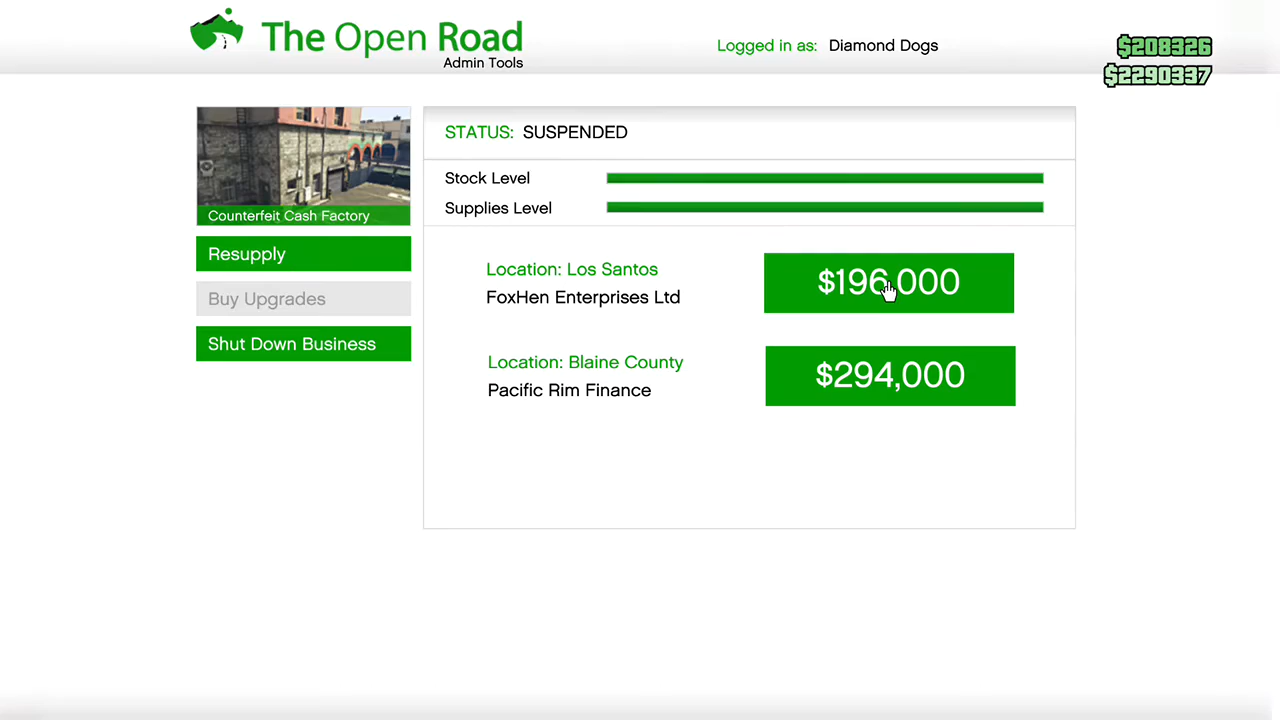 The Open Road
Admin Tools
Logged in as: Diamond Dogs
$208326
$2290337
Counterfeit Cash Factory
Resupply
Buy Upgrades
Shut Down Business
STATUS: SUSPENDED
Stock Level
Supplies Level
Location: Los Santos
FoxHen Enterprises Ltd
$196,000
Location: Blaine County
Pacific Rim Finance
$294,000